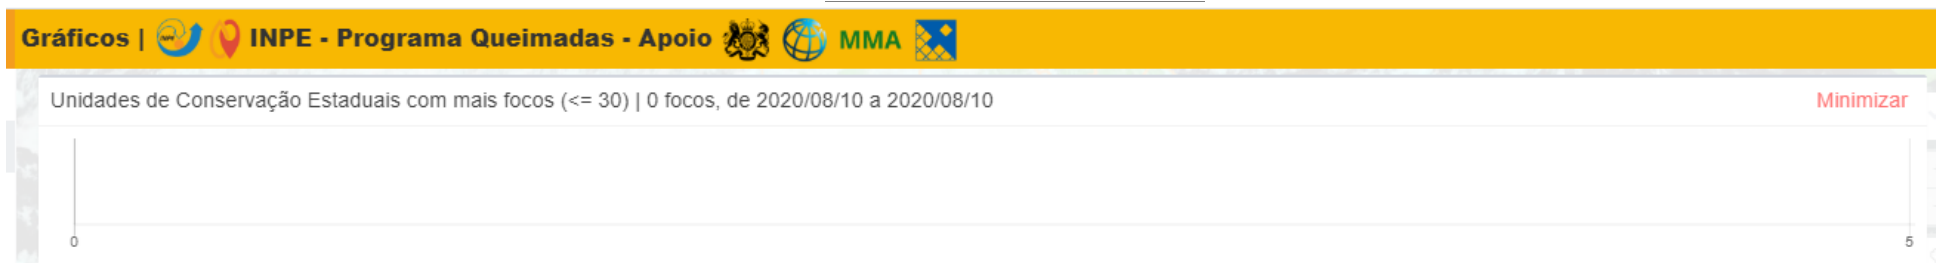 Gráficos | INPE - Programa Queimadas - Apoio MMA
Unidades de Conservação Estaduais com mais focos (<= 30) | 0 focos, de 2020/08/10 a 2020/08/10 Minimizar
0 5